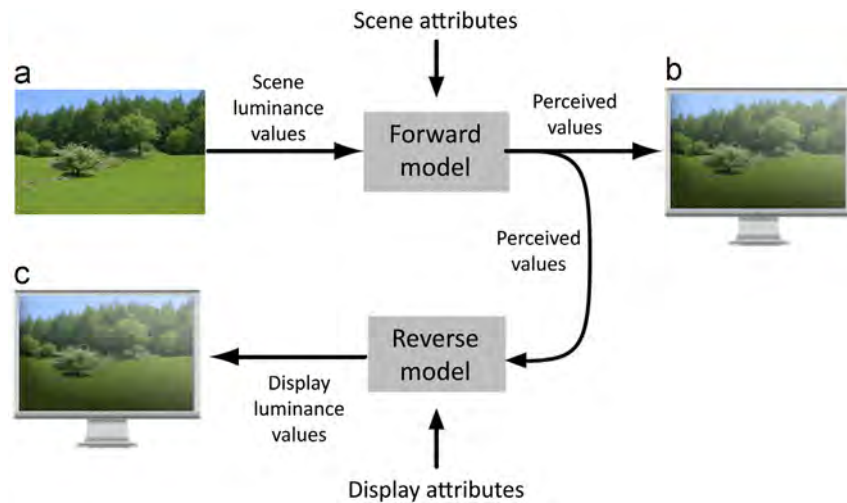 Scene attributes
a
Scene
luminance
values
Forward
model
Perceived
values
b
Perceived
values
c
Reverse
model
Display
luminance
values
Display attributes